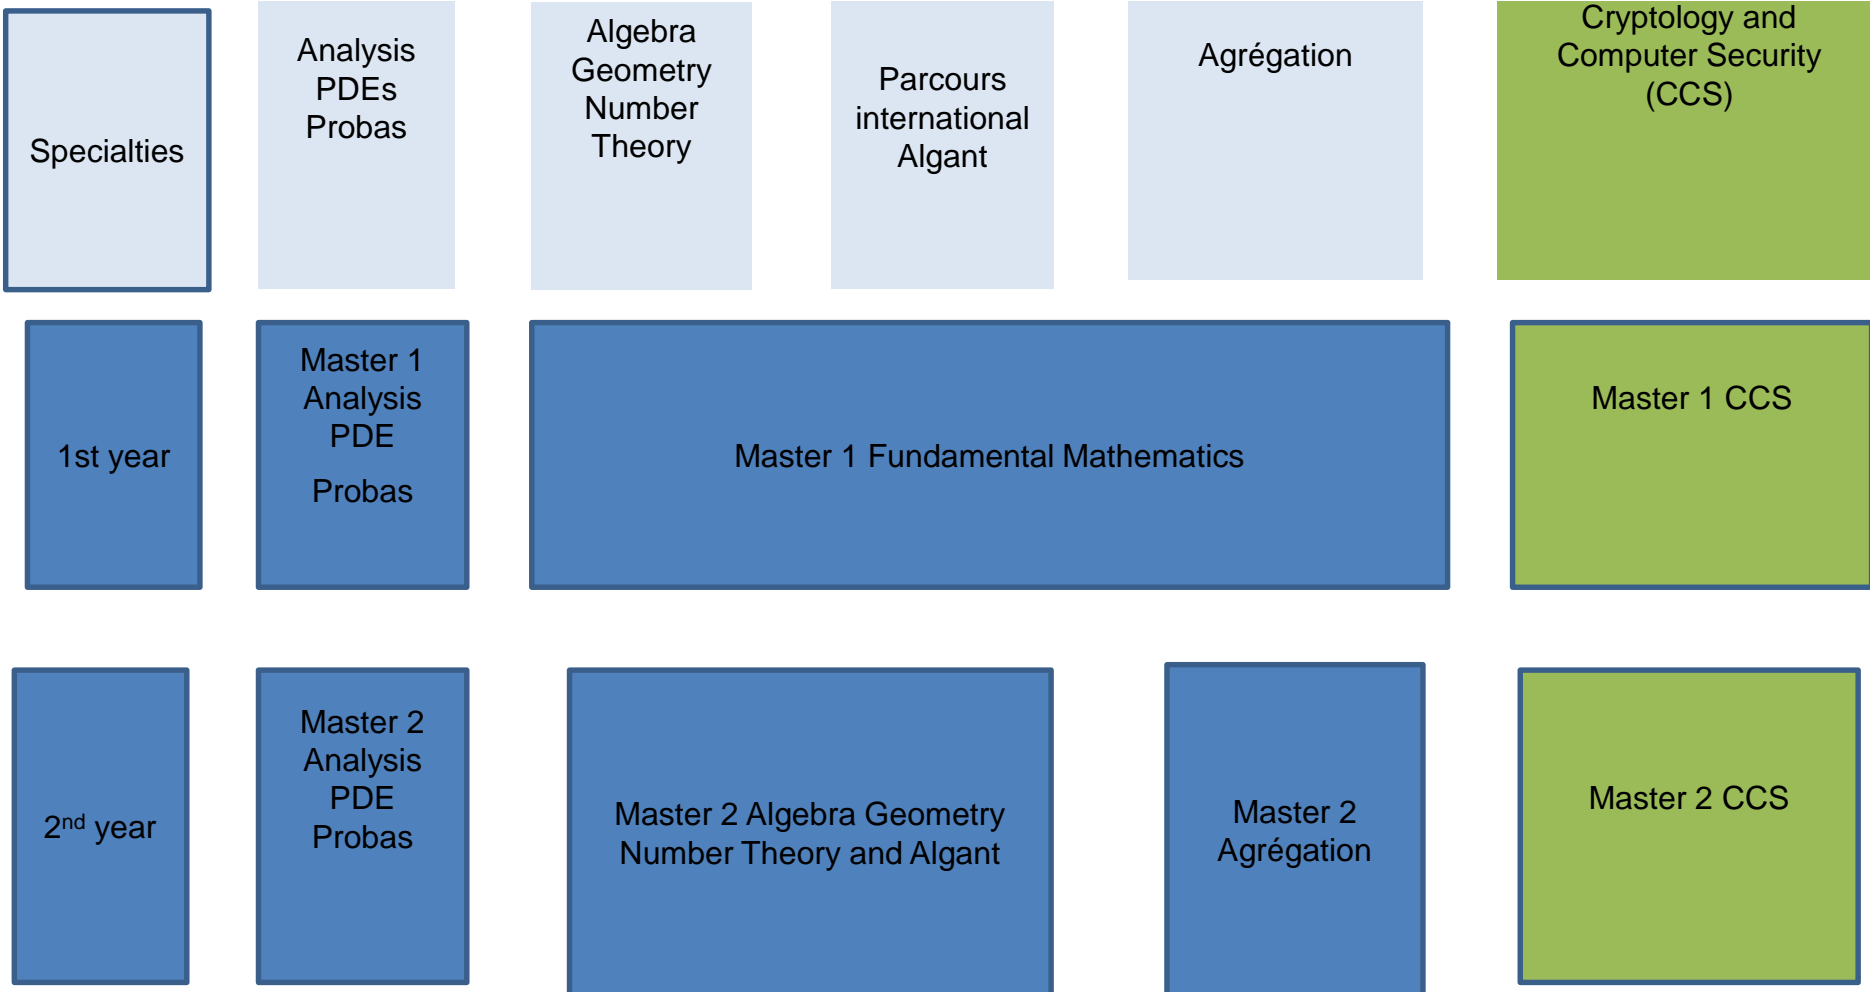 Specialties
Analysis
PDEs
Probas
Algebra
Geometry
Number
Theory
Parcours
international
Algant
Agrégation
Cryptology and
Computer Security
(CCS)
1st year
Master 1
Analysis
PDE
Probas
Master 1 Fundamental Mathematics
Master 1 CCS
2nd year
Master 2
Analysis
PDE
Probas
Master 2 Algebra Geometry
Number Theory and Algant
Master 2
Agrégation
Master 2 CCS